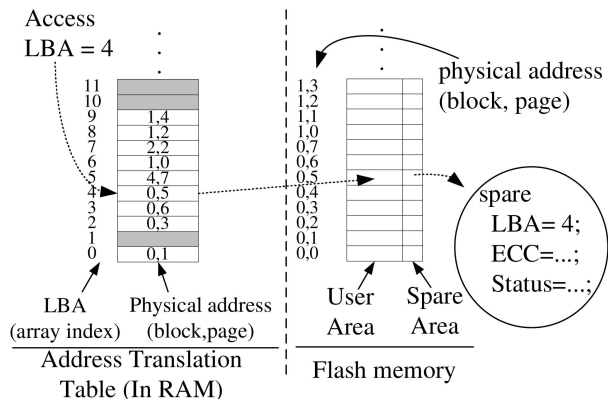 Access
LBA = 4
11
10
9 1,4
8 1,2
7 2,2
6 1,0
5 4,7
4 0,5
3 0,6
2 0,3
1
0 0,1
LBA
(array index)
Physical address
(block,page)
Address Translation
Table (In RAM)
physical address
(block, page)
1,3
1,2
1,1
1,0
0,7
0,6
0,5
0,4
0,3
0,2
0,1
0,0
spare
LBA= 4;
ECC=...;
Status=...;
User
Area
Spare
Area
Flash memory